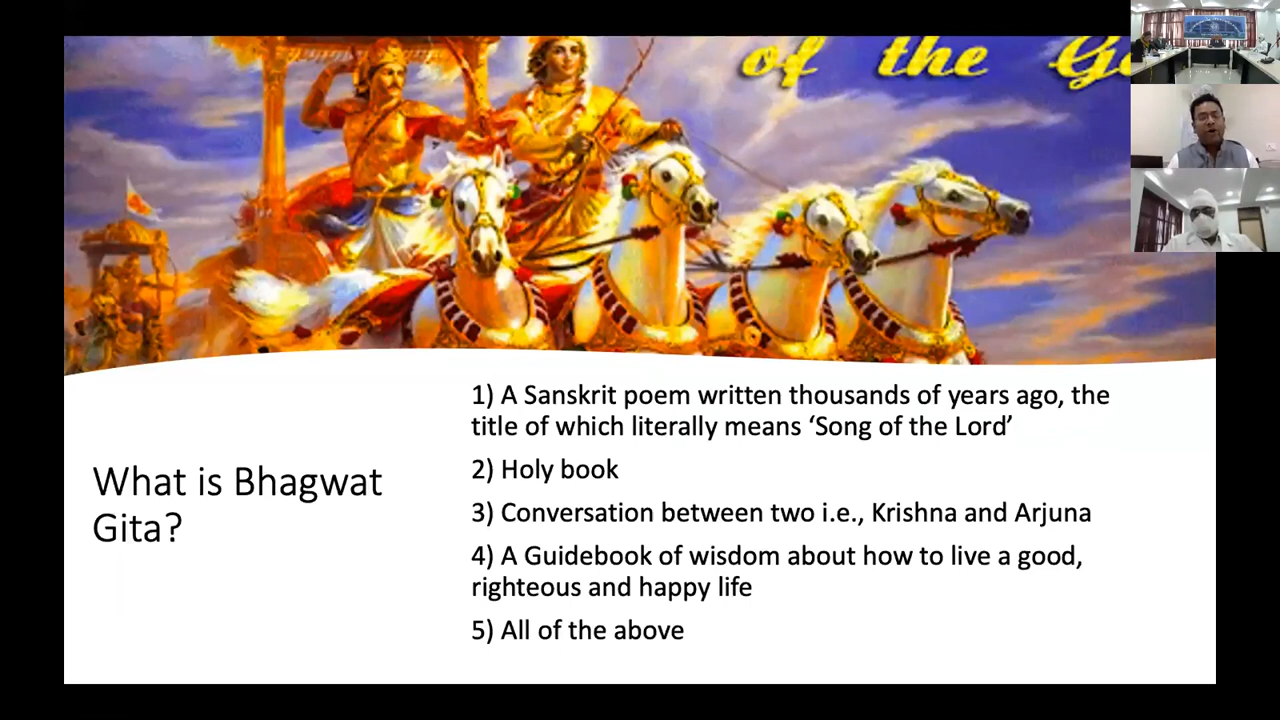 of the
What is Bhagwat
Gita?
1) A Sanskrit poem written thousands of years ago, the
title of which literally means ‘Song of the Lord’
2) Holy book
3) Conversation between two i.e., Krishna and Arjuna
4) A Guidebook of wisdom about how to live a good,
righteous and happy life
5) All of the above